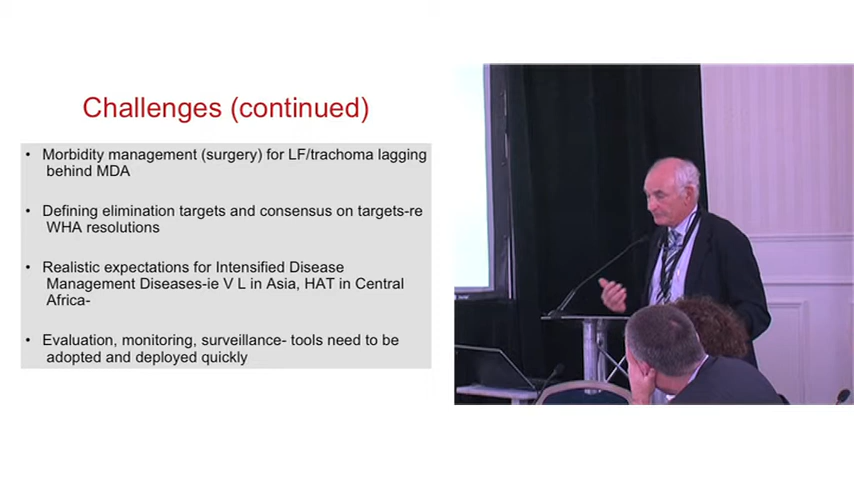 Challenges (continued)
• Morbidity management (surgery) for LF/trachoma lagging
behind MDA
• Defining elimination targets and consensus on targets-re
WHA resolutions
• Realistic expectations for Intensified Disease
Management Diseases-ie V L in Asia, HAT in Central
Africa-
• Evaluation, monitoring, surveillance- tools need to be
adopted and deployed quickly